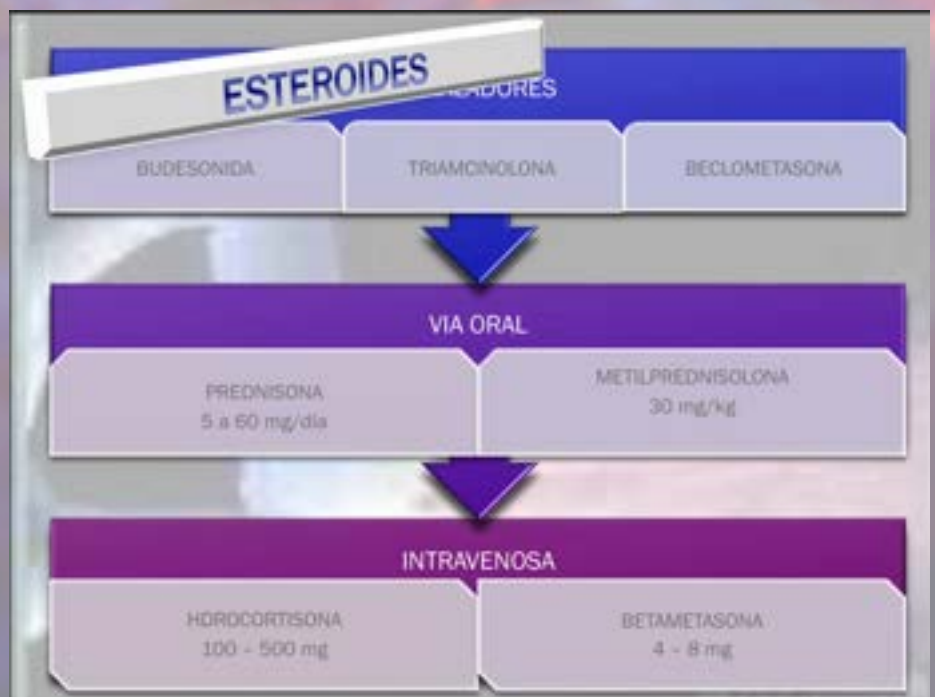 ESTEROIDES
BUDESONIDA
TRIAMCINOLONA
BECLOMETASONA
VIA ORAL
PREDNISONA
5 a 60 mg/dia
METILPREDNISOLONA
30 mg/kg
INTRAVENOSA
HDROCORTISONA
100 – 500 mg
BETAMETASONA
4 – 8 mg